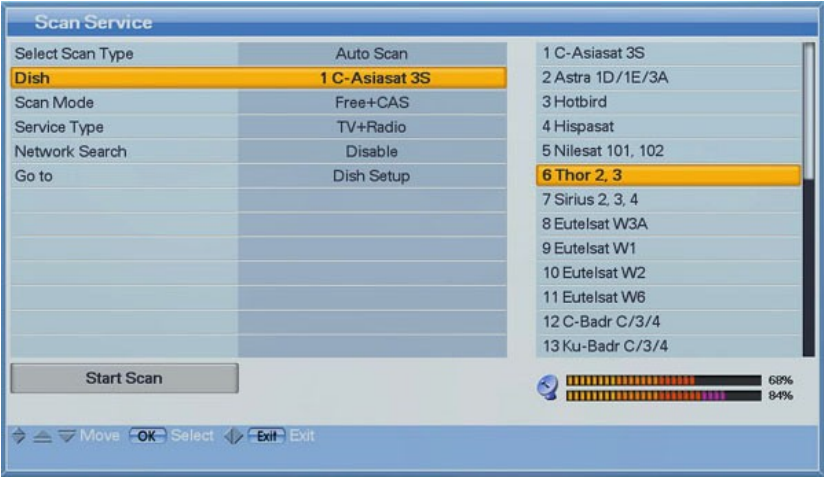 Scan Service
Select Scan Type Auto Scan
Dish 1 C-Asiasat 3S
Scan Mode Free+CAS
Service Type TV+Radio
Network Search Disable
Go to Dish Setup
1 C-Asiasat 3S
2 Astra 1D/1E/3A
3 Hotbird
4 Hispasat
5 Nilesat 101, 102
6 Thor 2, 3
7 Sirius 2, 3, 4
8 Eutelsat W3A
9 Eutelsat W1
10 Eutelsat W2
11 Eutelsat W6
12 C-Badr C/3/4
13 Ku-Badr C/3/4
Start Scan
68%
84%
Move OK Select Exit Exit